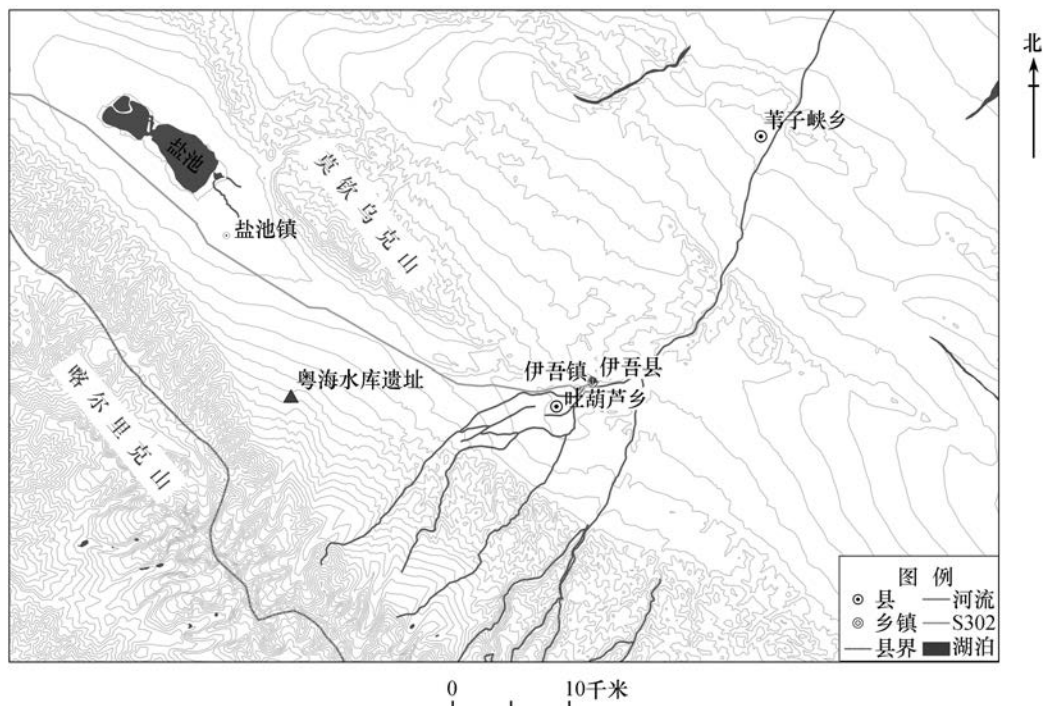 北
苇子峡乡
盐池
莫钦乌克山
盐池镇
伊吾镇
伊吾县
粤海水库遗址
吐葫芦乡
喀尔里克山
图 例
县
河流
乡镇
S302
县界
湖泊
0
10千米